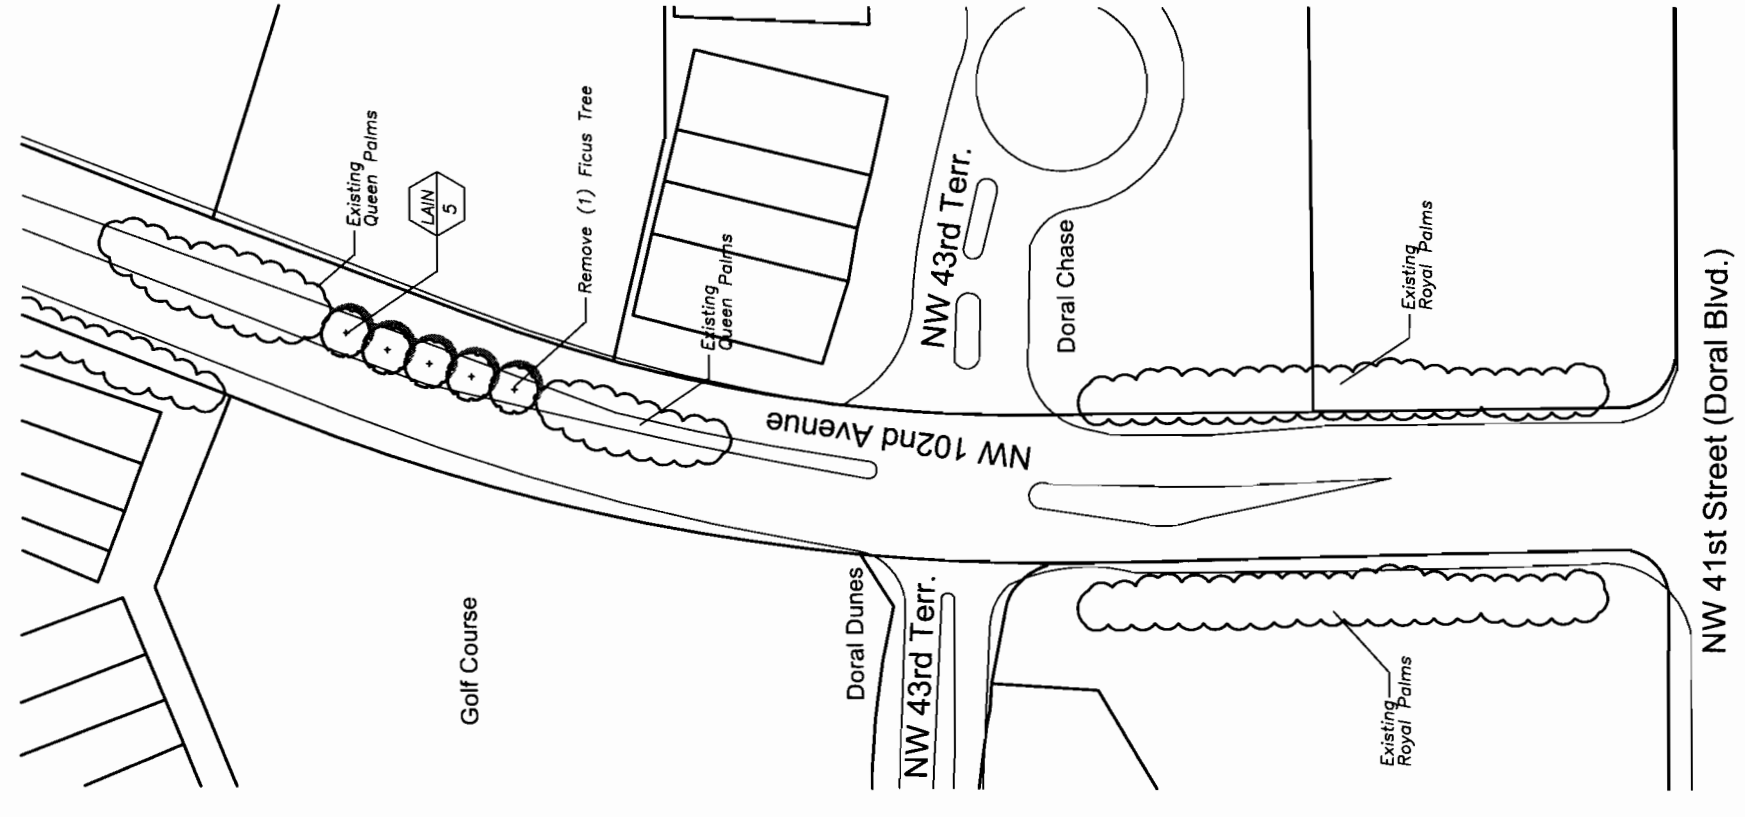 Existing
Queen Palms
LAIN
5
Remove (1) Ficus Tree
Existing
Queen Palms
NW 43rd Terr.
Doral Chase
Existing
Royal Palms
NW 102nd Avenue
NW 41st Street (Doral Blvd.)
Golf Course
Doral Dunes
NW 43rd Terr.
Existing
Royal Palms